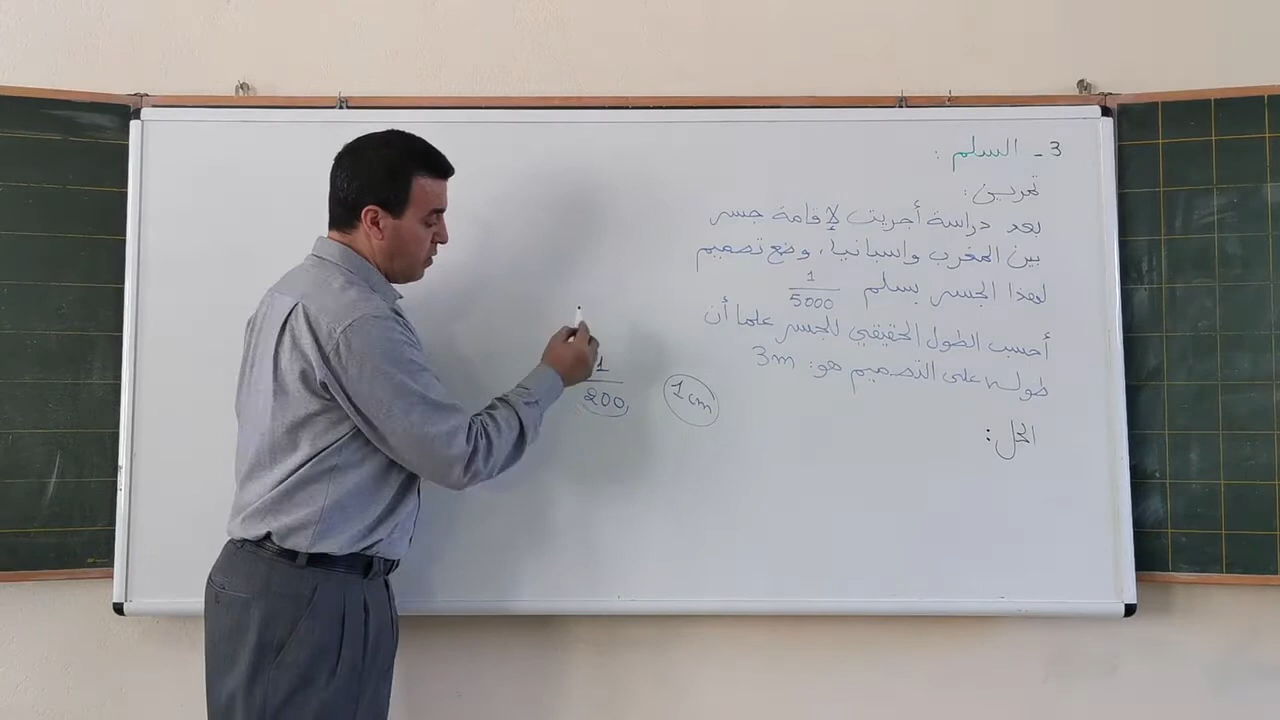 3 - السلم :
تمرين :
بعد دراسة أجريت لإقامة جسر
بين المغرب واسبانيا، وضع تصميم
لهذا الجسر بسلم 1/5000
أحسب الطول الحقيقي للجسر علما أن
طوله على التصميم هو: 3m
الحل :
1/200
1cm